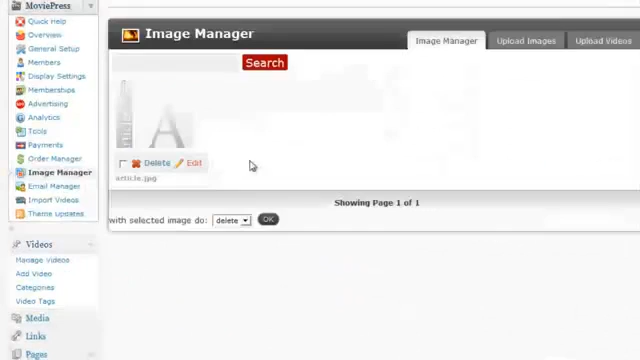 MoviePress
Quick Help
Overview
General Setup
Members
Display Settings
Memberships
Advertising
Analytics
Tools
Payments
Order Manager
Image Manager
Email Manager
Import Videos
Theme updates
Videos
Manage Videos
Add Video
Categories
Video Tags
Media
Links
Pages
Image Manager
Image Manager
Upload Images
Upload Videos
Search
A
Delete
Edit
article.jpg
Showing Page 1 of 1
with selected image do: delete OK